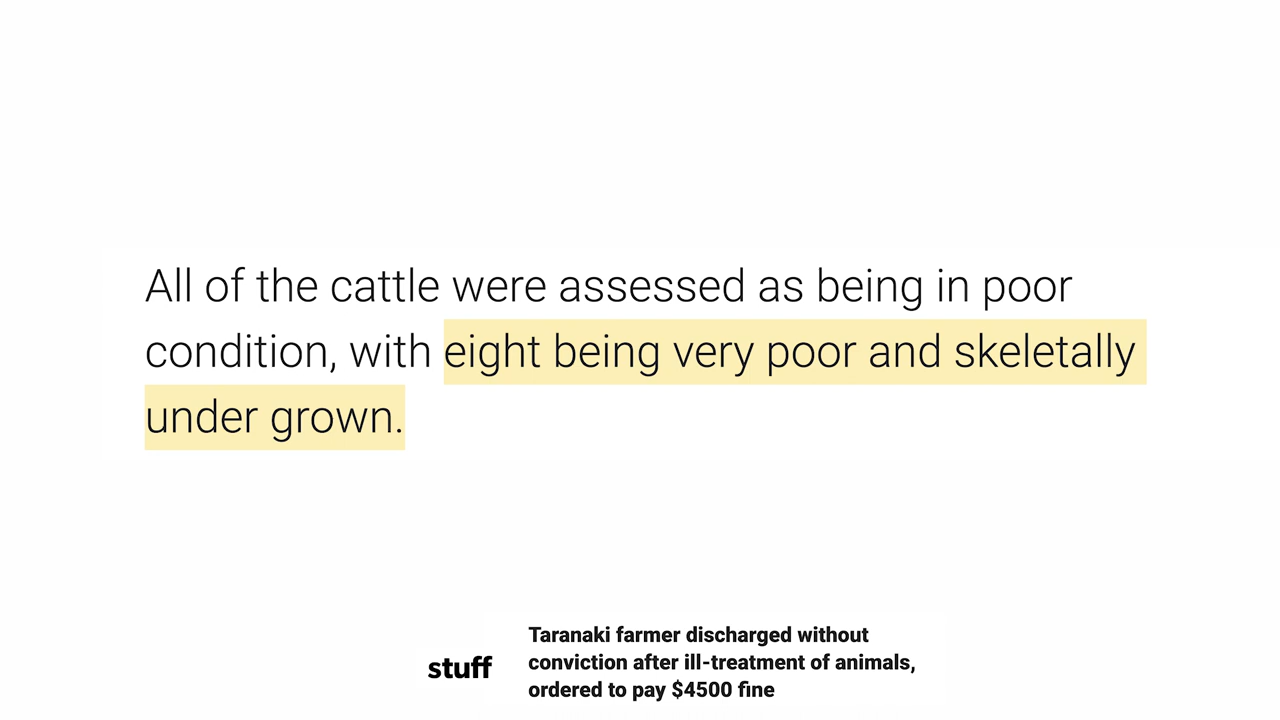 All of the cattle were assessed as being in poor
condition, with eight being very poor and skeletally
under grown.
stuff
Taranaki farmer discharged without
conviction after ill-treatment of animals,
ordered to pay $4500 fine